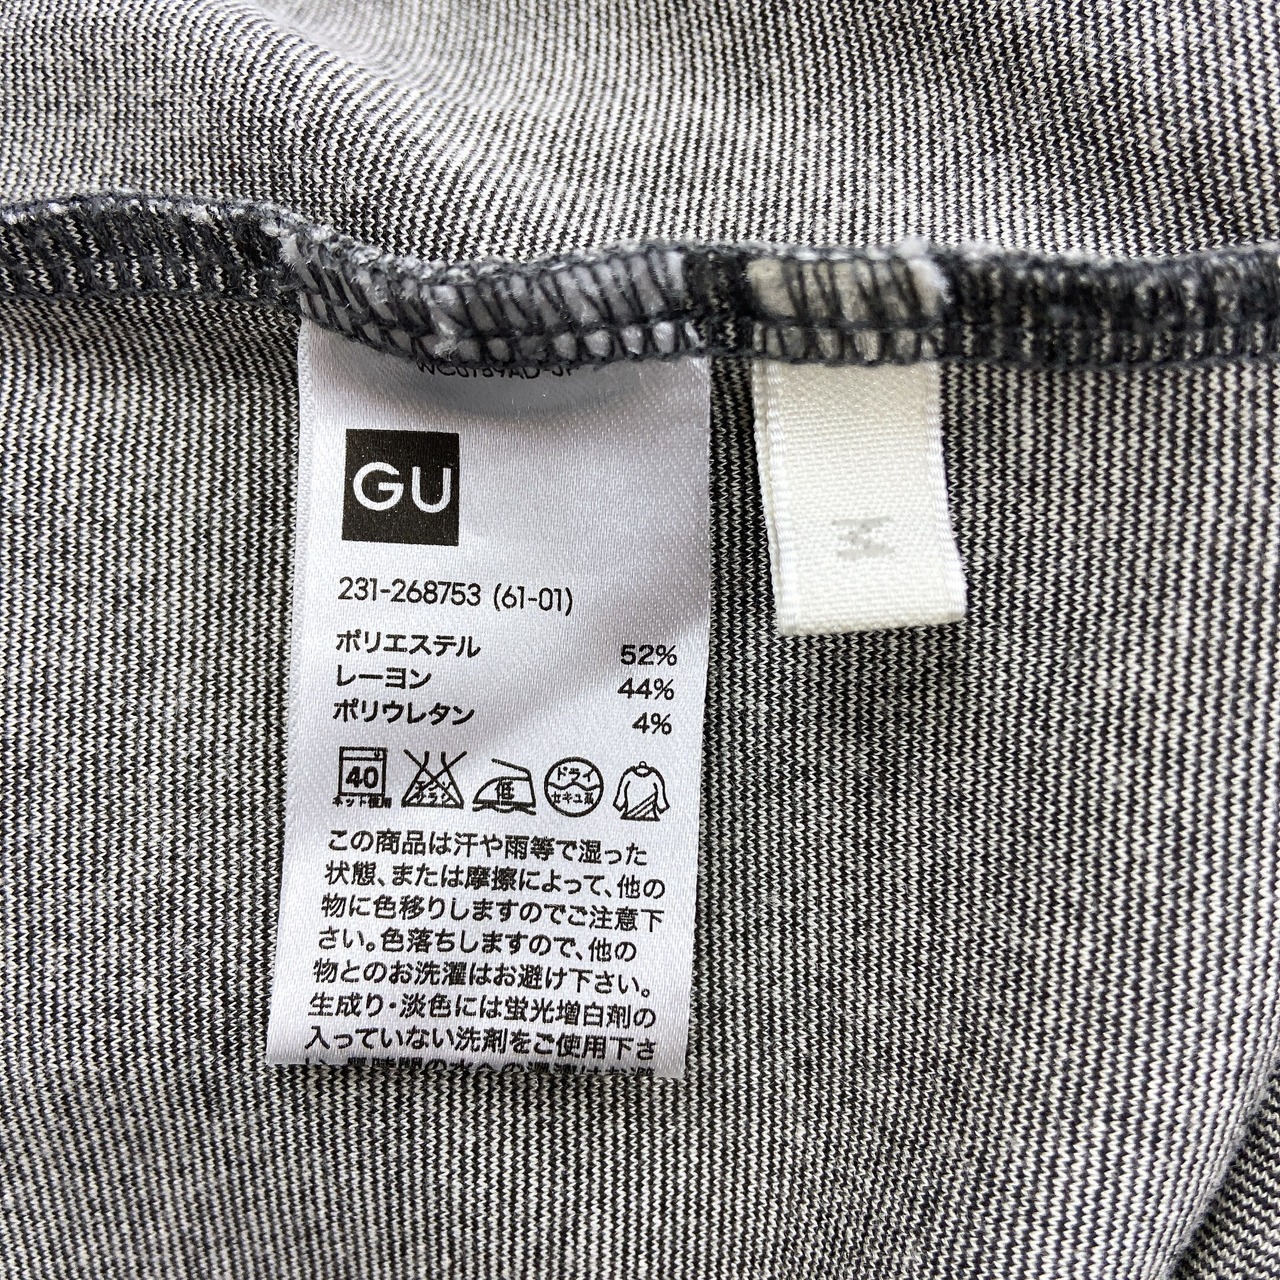 GU
231-268753 (61-01)
ポリエステル 52%
レーヨン 44%
ポリウレタン 4%
40
ネット使用
エンソ
サラシ
低
ドライ
セキユ系
この商品は汗や雨等で湿った
状態、または摩擦によって、他の
物に色移りしますのでご注意下
さい。色落ちしますので、他の
物とのお洗濯はお避け下さい。
生成り・淡色には蛍光増白剤の
入っていない洗剤をご使用下さ
M